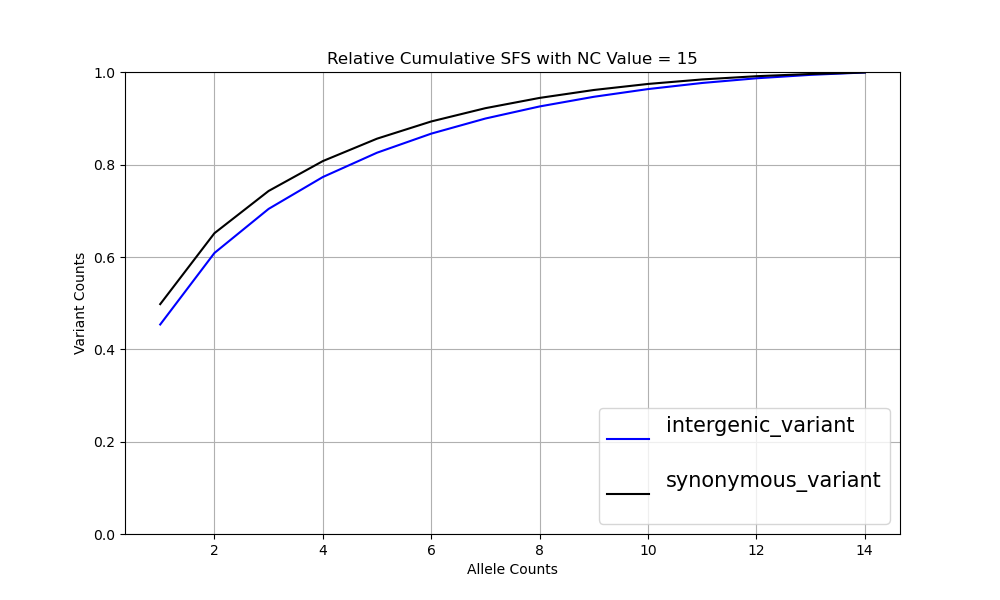 Relative Cumulative SFS with NC Value = 15
1.0
0.8
0.6
0.4
0.2
0.0
Variant Counts
intergenic_variant
synonymous_variant
2 4 6 8 10 12 14
Allele Counts